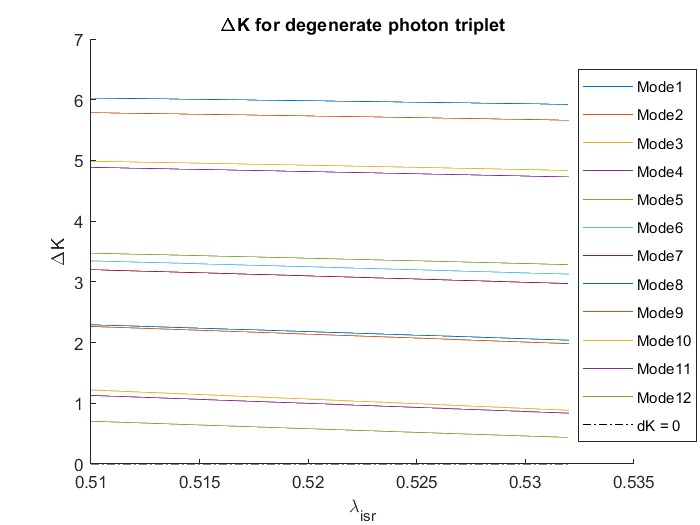 ΔK for degenerate photon triplet
7
6
5
4
3
2
1
0
ΔK
0.51
0.515
0.52
0.525
0.53
0.535
λisr
Mode1
Mode2
Mode3
Mode4
Mode5
Mode6
Mode7
Mode8
Mode9
Mode10
Mode11
Mode12
dK = 0